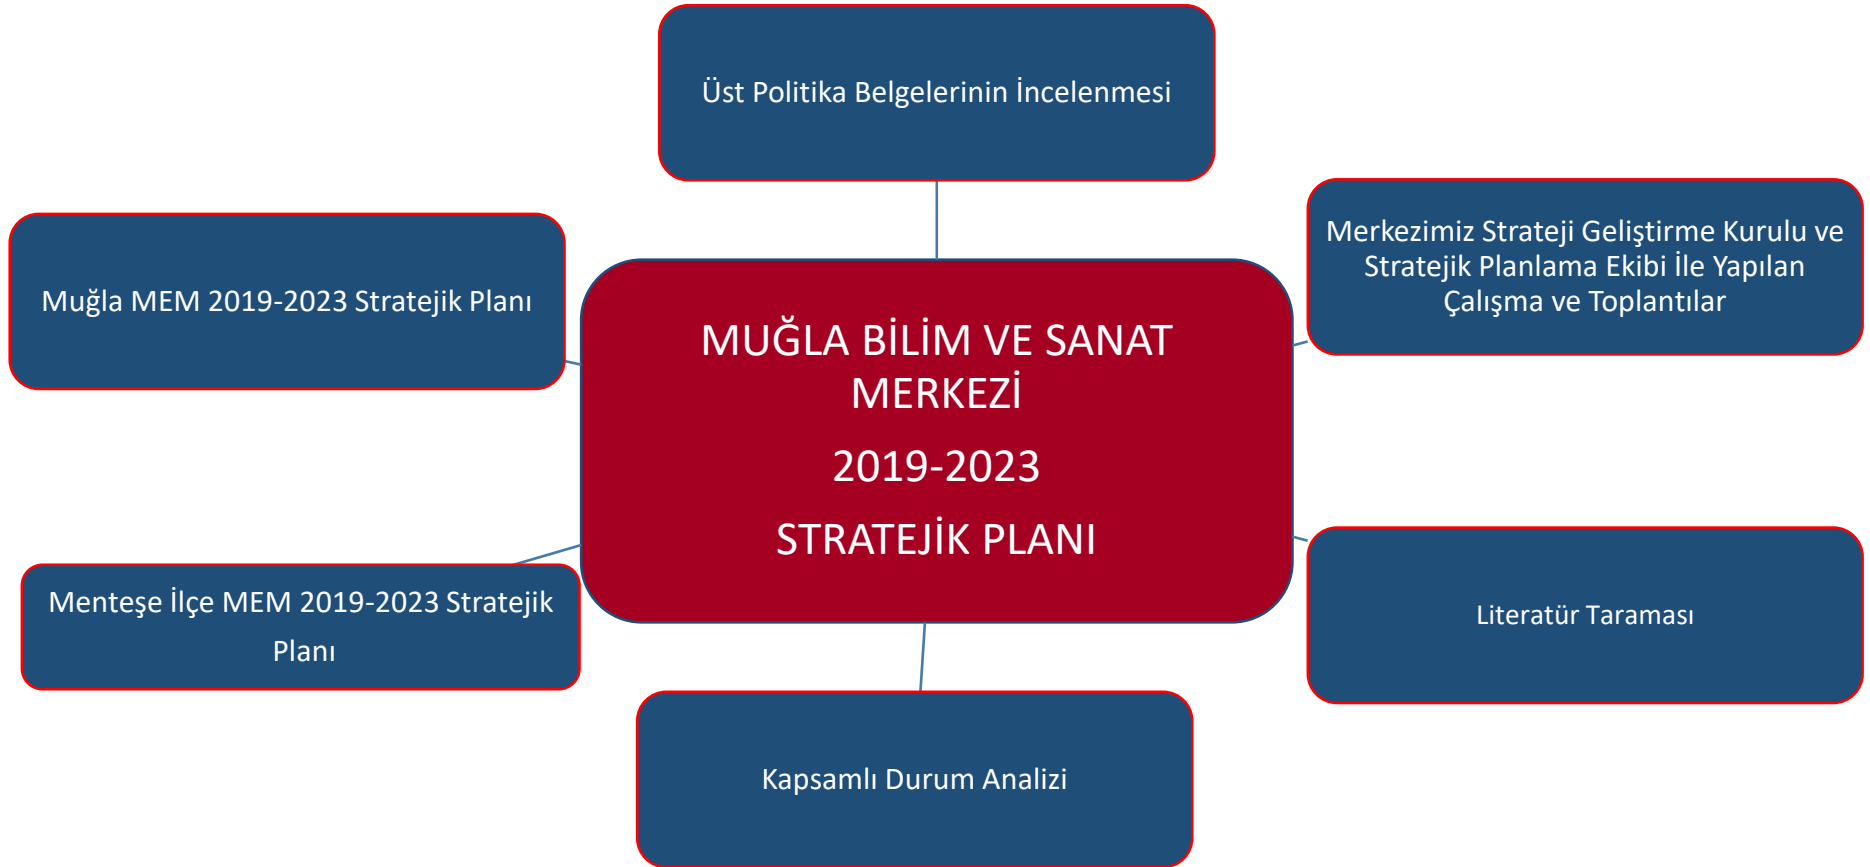 Üst Politika Belgelerinin İncelenmesi
Merkezimiz Strateji Geliştirme Kurulu ve
Stratejik Planlama Ekibi İle Yapılan
Çalışma ve Toplantılar
Muğla MEM 2019-2023 Stratejik Planı
MUĞLA BİLİM VE SANAT
MERKEZİ
2019-2023
STRATEJİK PLANI
Menteşe İlçe MEM 2019-2023 Stratejik
Planı
Literatür Taraması
Kapsamlı Durum Analizi